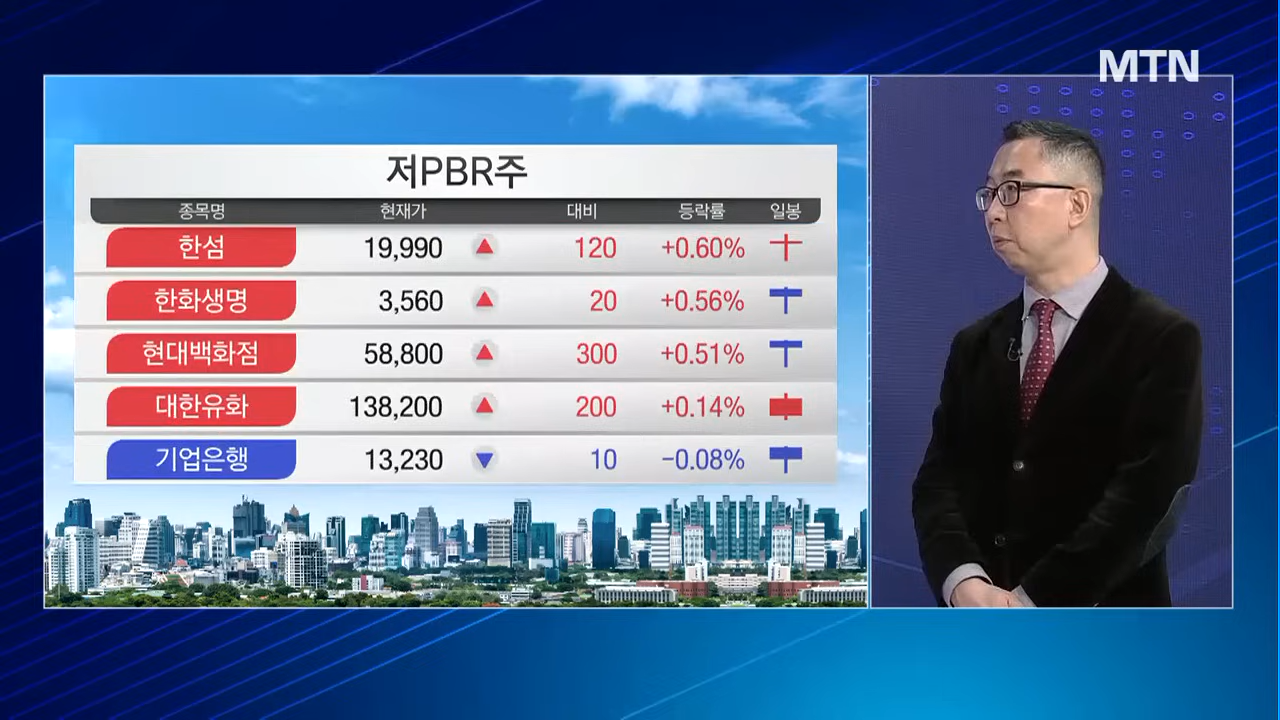 MTN
저PBR주
종목명 현재가 대비 등락률 일봉
한섬 19,990 ▲ 120 +0.60%
한화생명 3,560 ▲ 20 +0.56%
현대백화점 58,800 ▲ 300 +0.51%
대한유화 138,200 ▲ 200 +0.14%
기업은행 13,230 ▼ 10 -0.08%